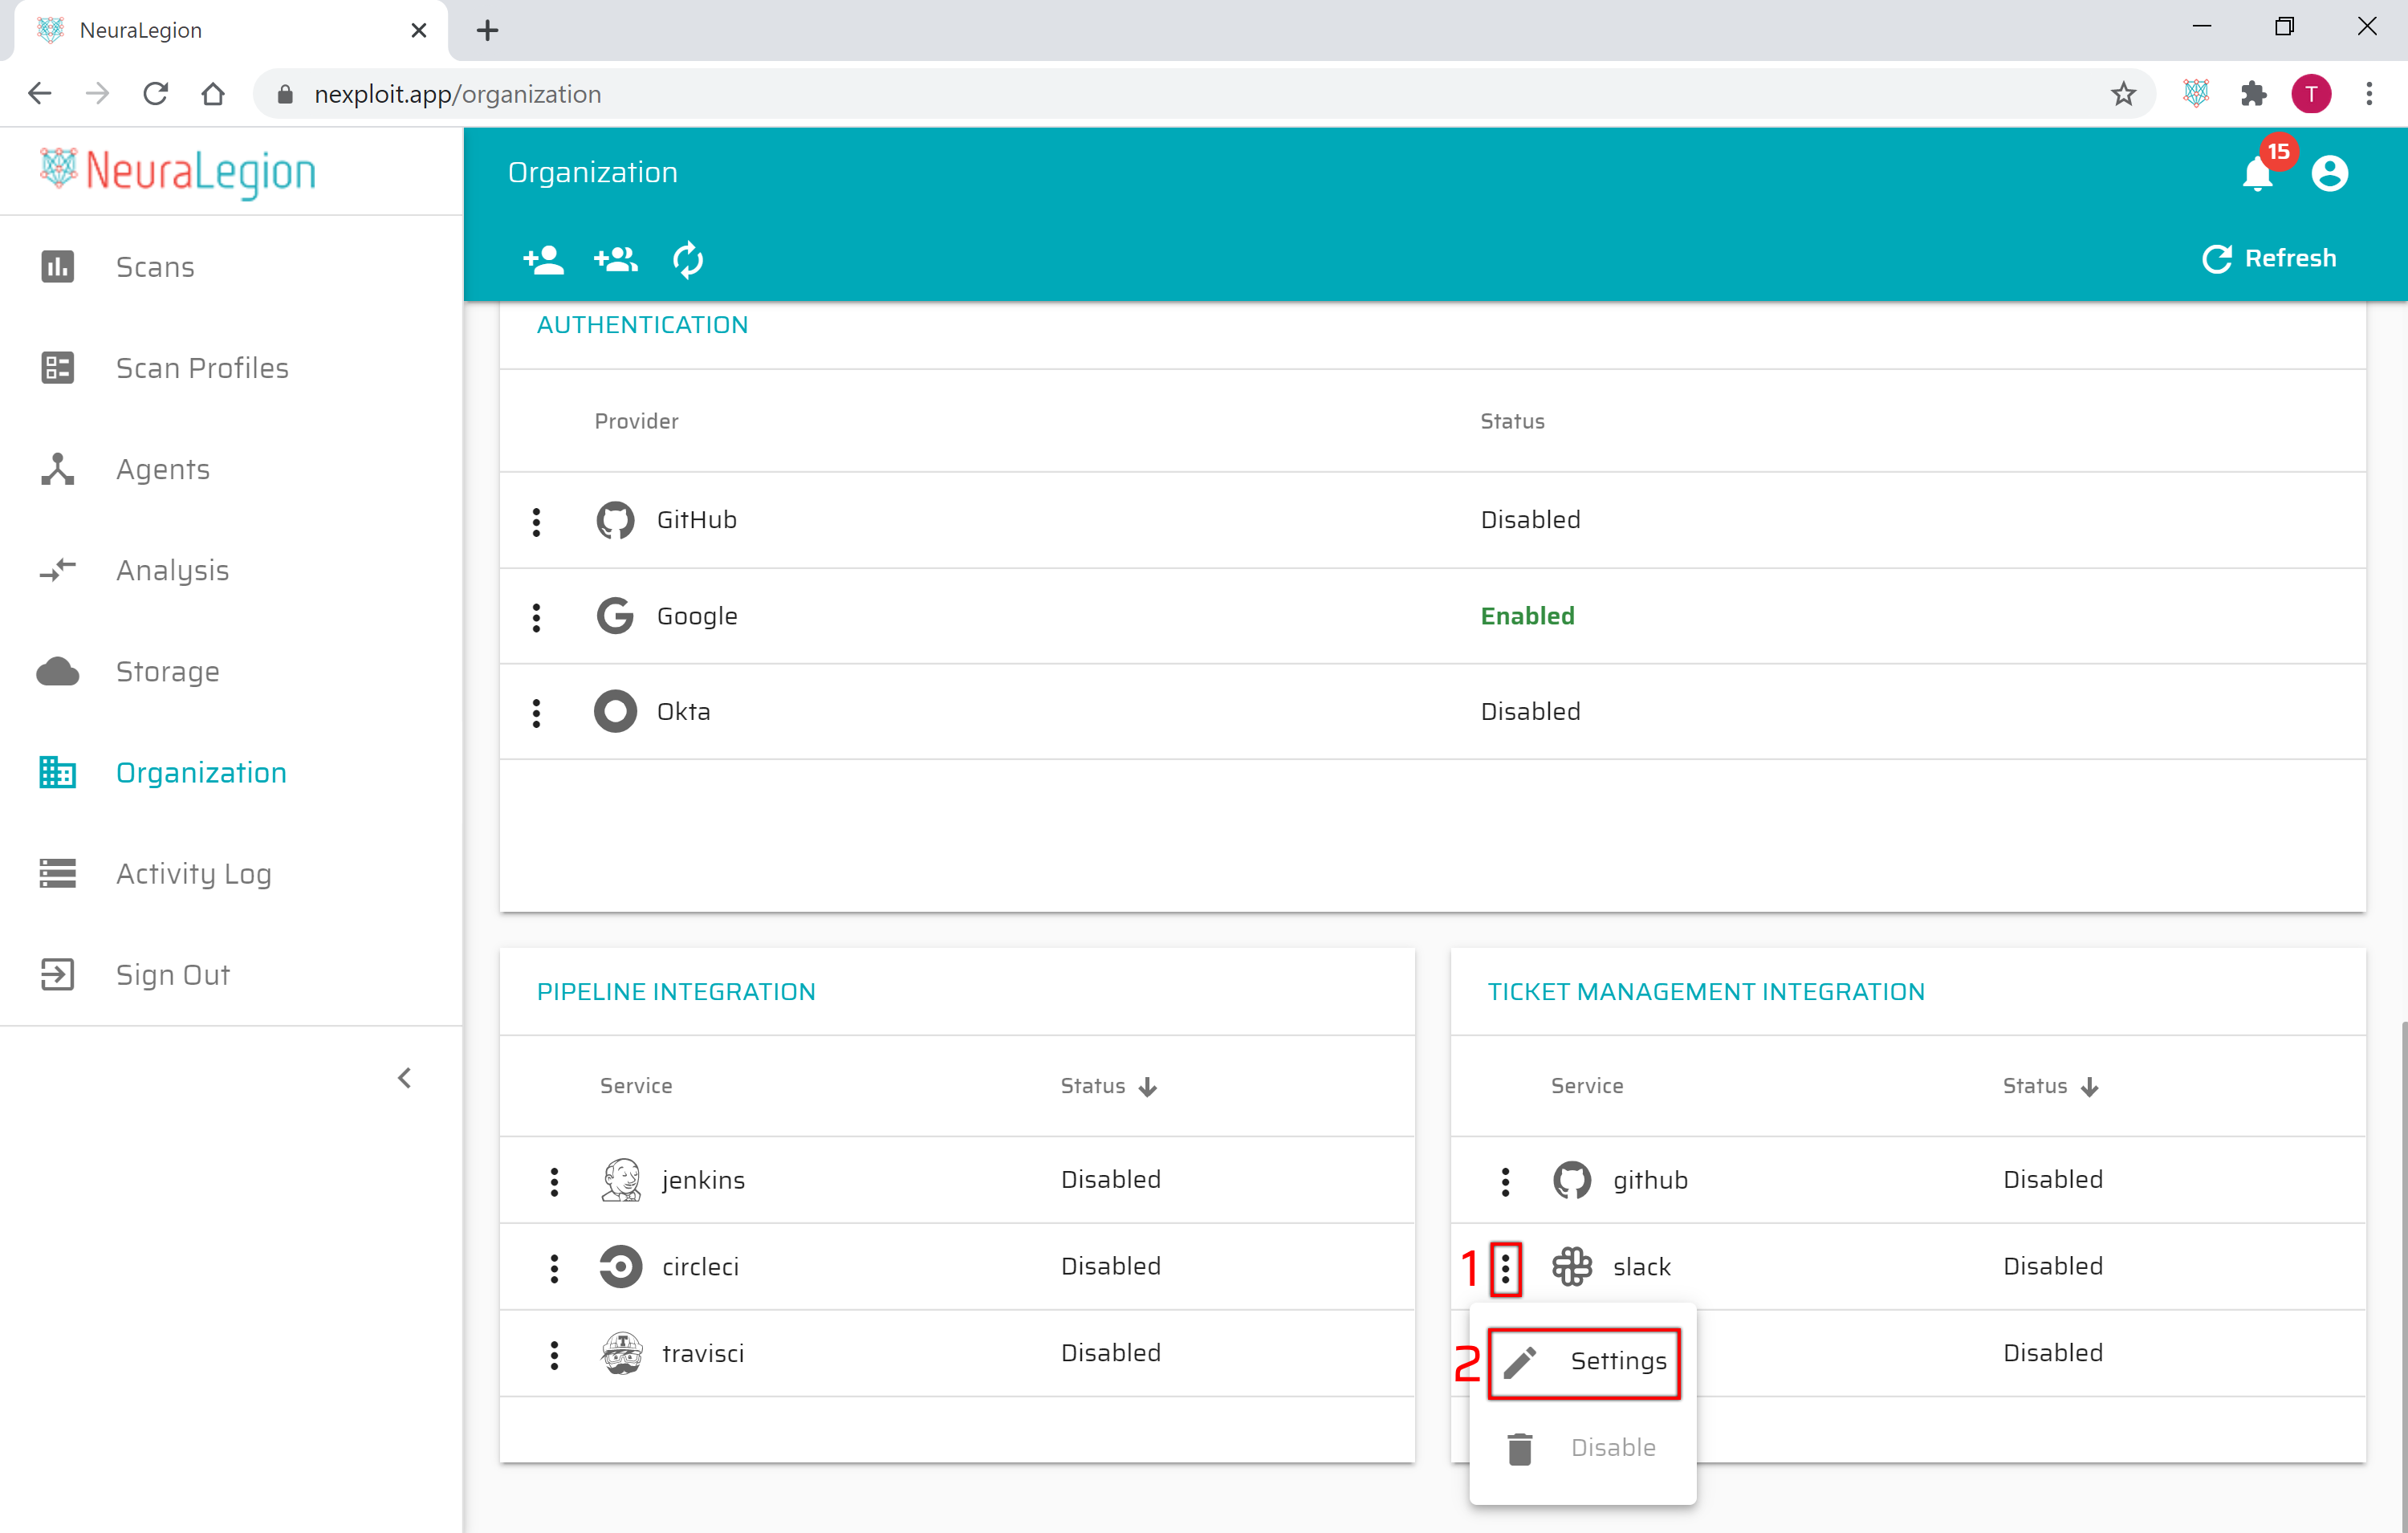 NeuraLegion
nexploit.app/organization
T
NeuraLegion
Organization
15
Refresh
Scans
Scan Profiles
Agents
Analysis
Storage
Organization
Activity Log
Sign Out
AUTHENTICATION
Provider Status
GitHub Disabled
Google Enabled
Okta Disabled
PIPELINE INTEGRATION
Service Status
jenkins Disabled
circleci Disabled
travisci Disabled
TICKET MANAGEMENT INTEGRATION
Service Status
github Disabled
1 slack Disabled
Disabled
2 Settings
Disable